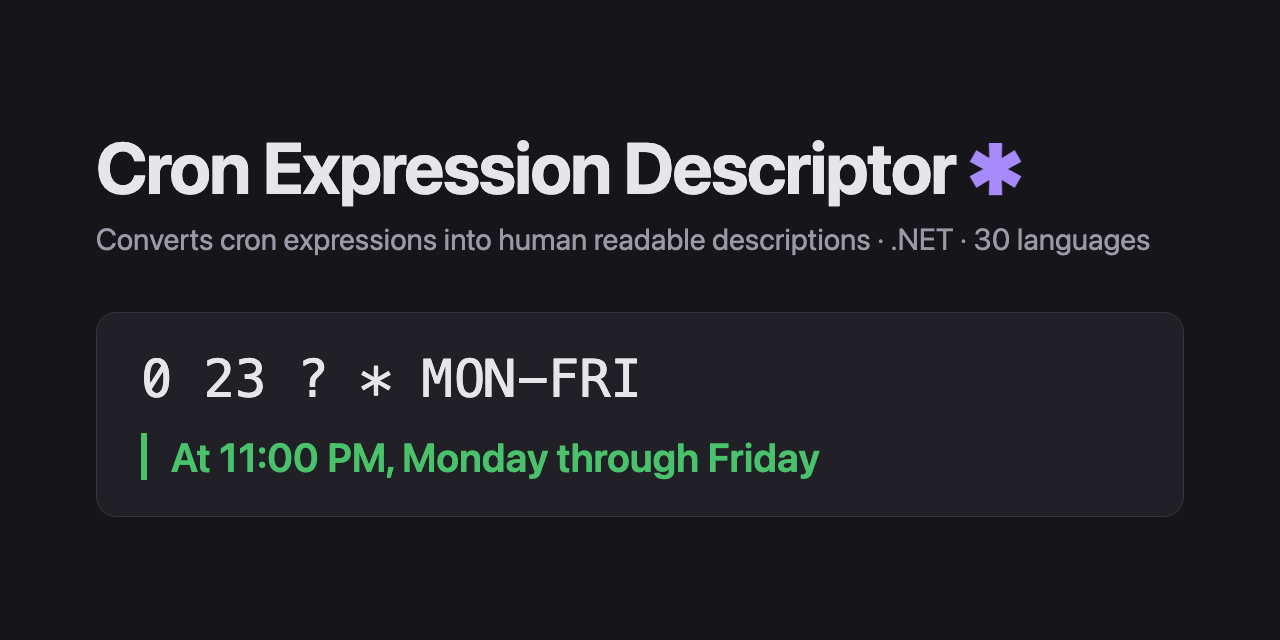 Cron Expression Descriptor *
Converts cron expressions into human readable descriptions · .NET · 30 languages
0 23 ? * MON-FRI
At 11:00 PM, Monday through Friday